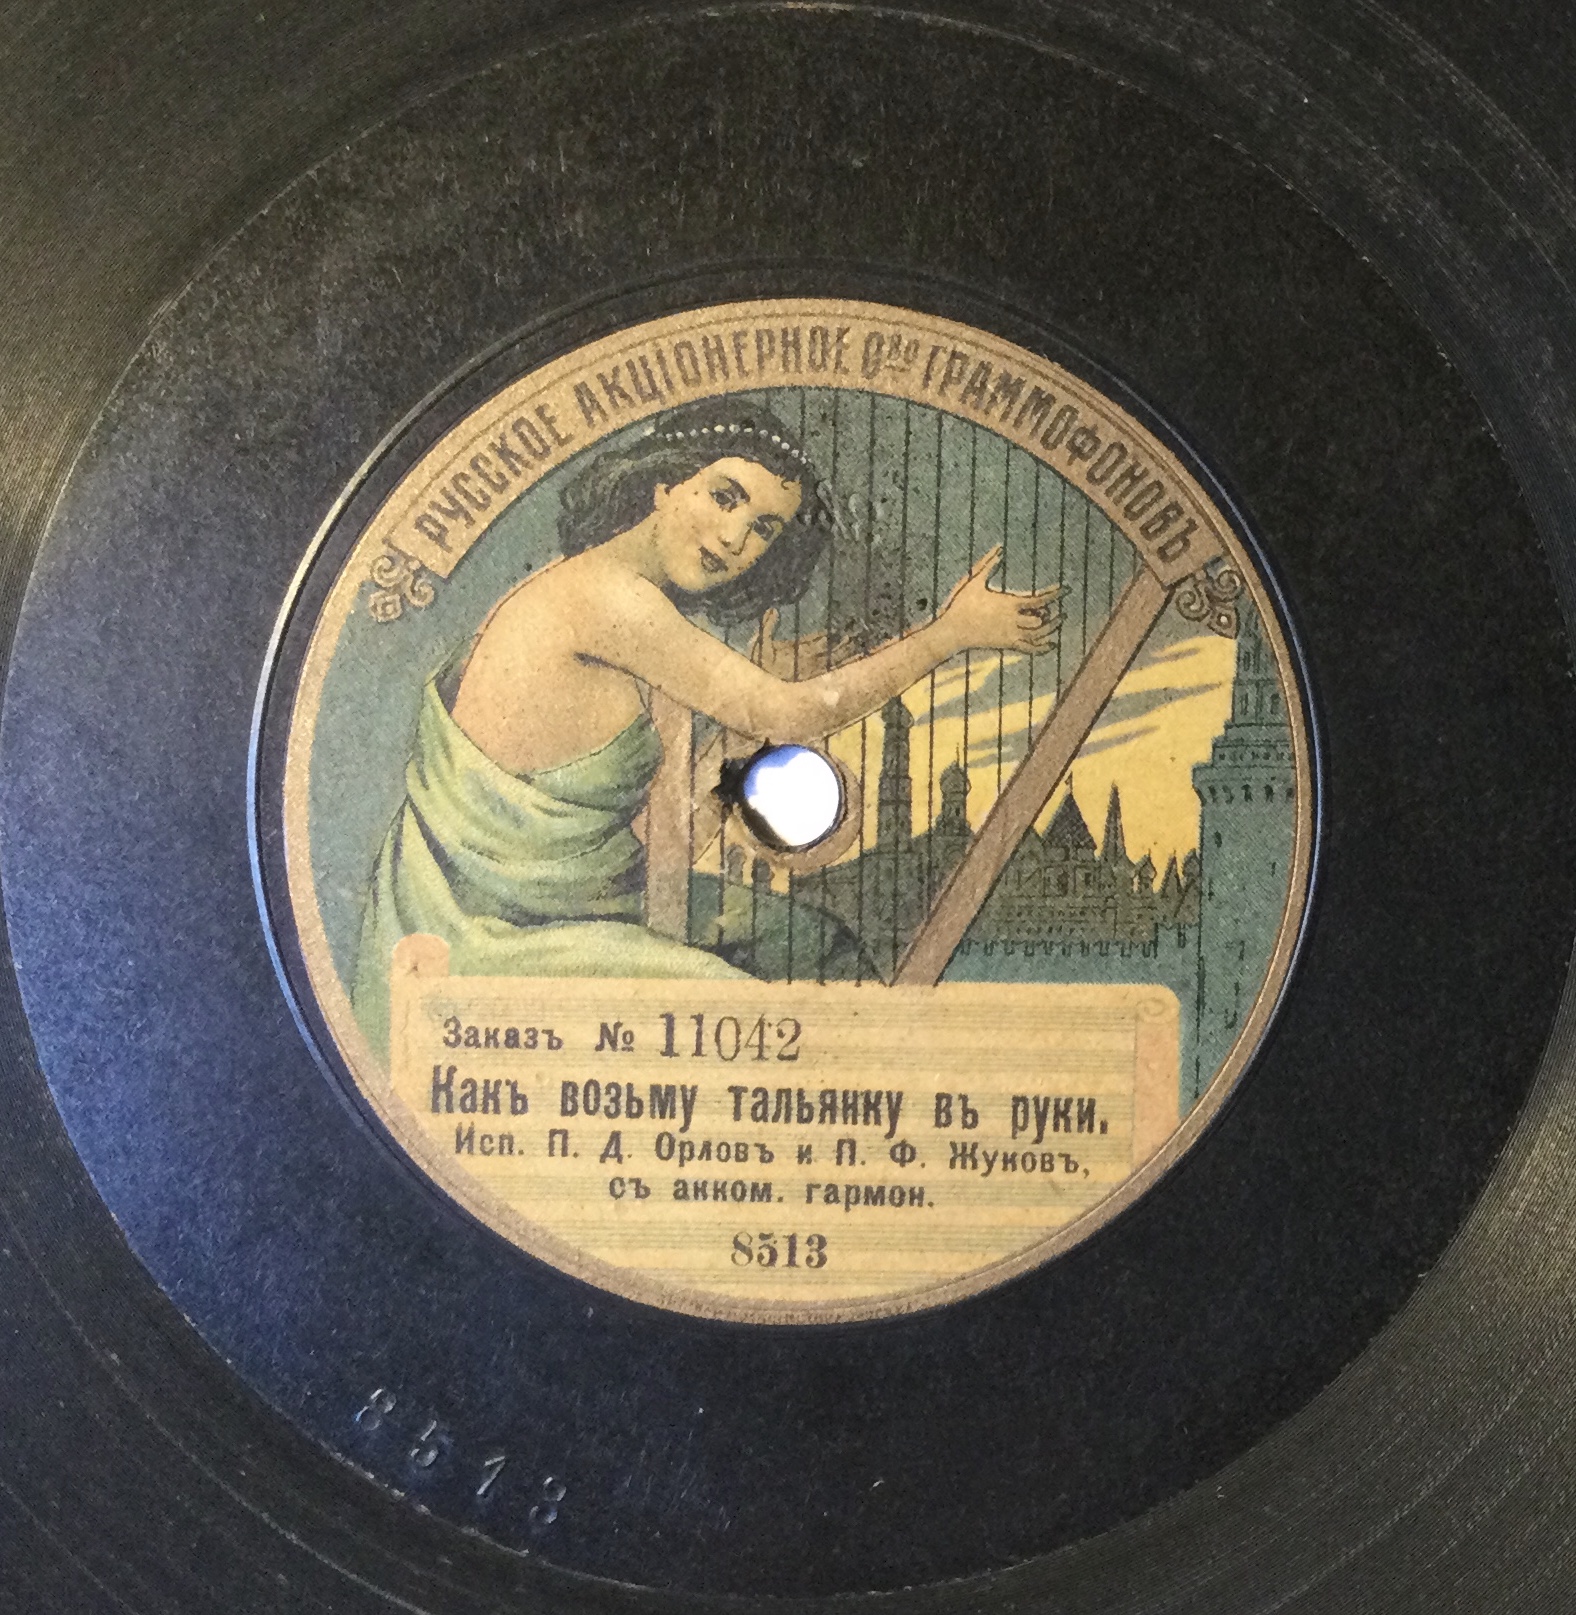 РУССКОЕ АКЦІОНЕРНОЕ О-ВО ГРАММОФОНОВЪ
Заказъ № 11042
Какъ возьму тальянку въ руки.
Исп. П. Д. Орловъ и П. Ф. Жуковъ,
съ акком. гармон.
8513
8513